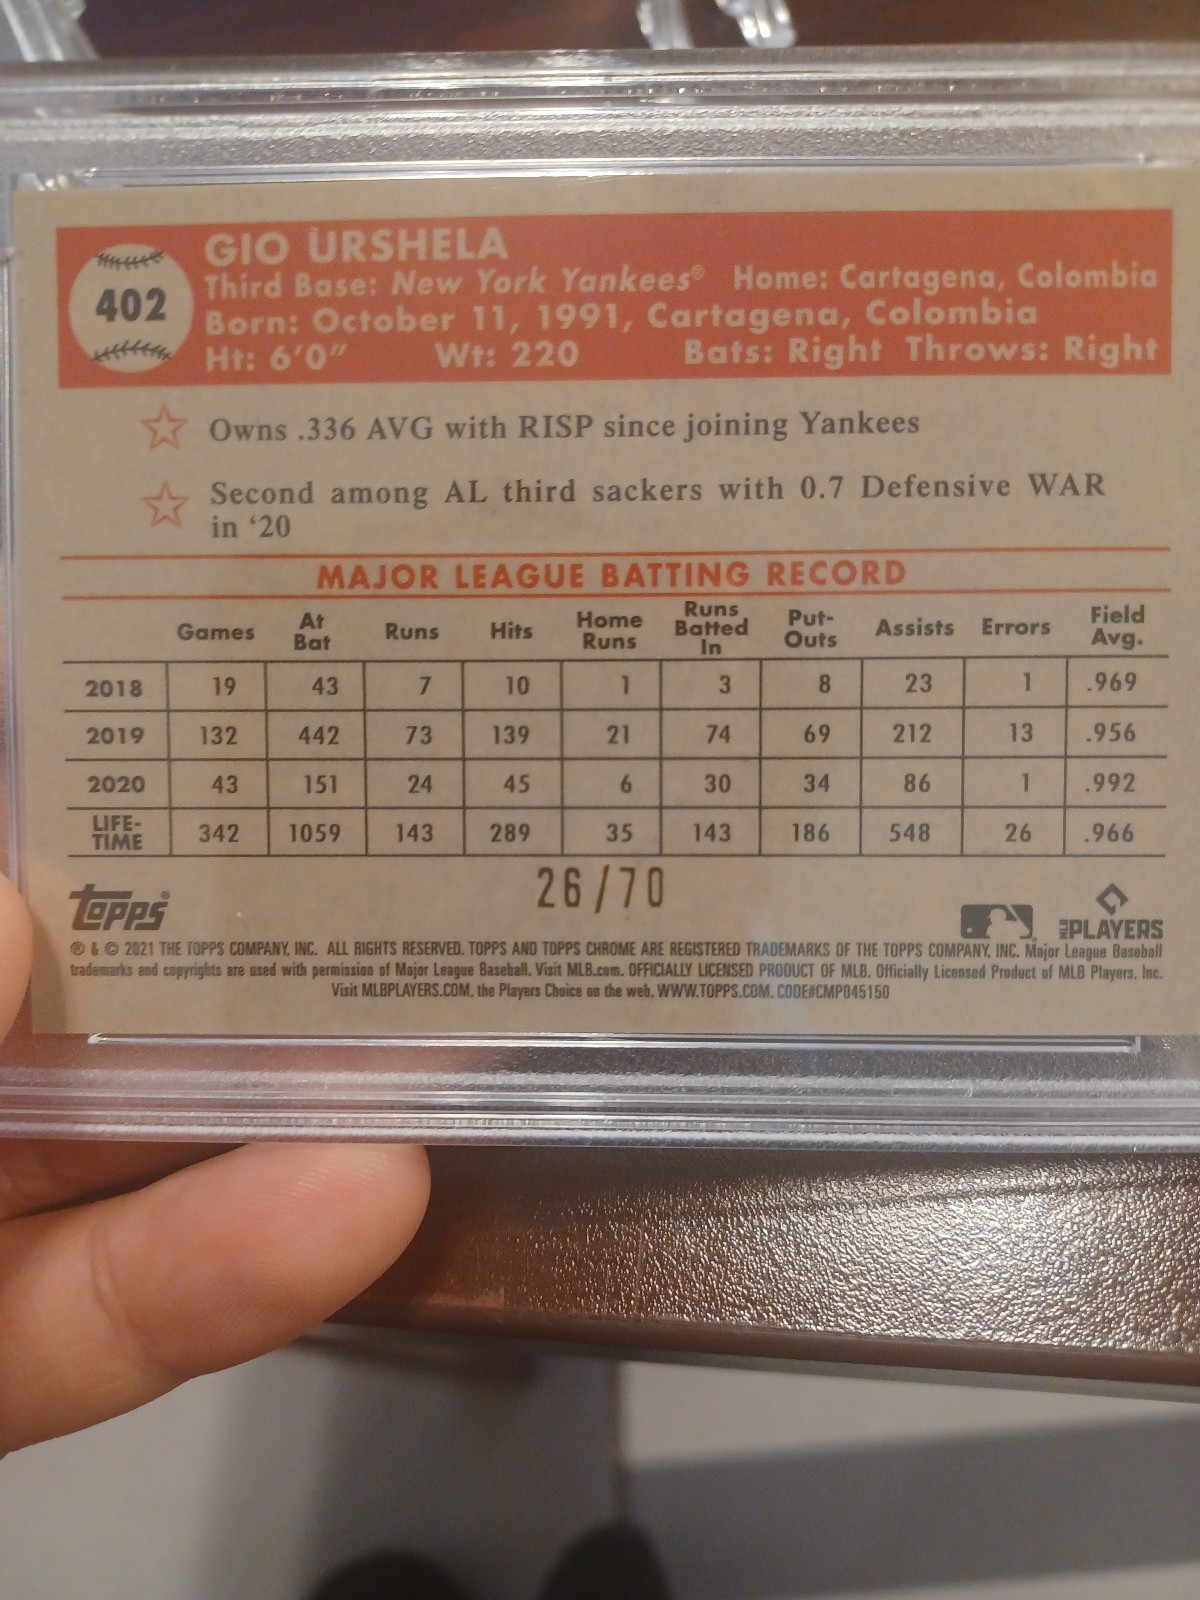 402
GIO URSHELA
Third Base: New York Yankees® Home: Cartagena, Colombia
Born: October 11, 1991, Cartagena, Colombia
Ht: 6'0" Wt: 220 Bats: Right Throws: Right
☆ Owns .336 AVG with RISP since joining Yankees
☆ Second among AL third sackers with 0.7 Defensive WAR
in ‘20
MAJOR LEAGUE BATTING RECORD
Games At Bat Runs Hits Home Runs Runs Batted In Put-Outs Assists Errors Field Avg.
2018 19 43 7 10 1 3 8 23 1 .969
2019 132 442 73 139 21 74 69 212 13 .956
2020 43 151 24 45 6 30 34 86 1 .992
LIFE-TIME 342 1059 143 289 35 143 186 548 26 .966
26/70
Topps® MLB PLAYERS
® & © 2021 THE TOPPS COMPANY, INC. ALL RIGHTS RESERVED. TOPPS AND TOPPS CHROME ARE REGISTERED TRADEMARKS OF THE TOPPS COMPANY, INC. Major League Baseball
trademarks and copyrights are used with permission of Major League Baseball. Visit MLB.com. OFFICIALLY LICENSED PRODUCT OF MLB. Officially Licensed Product of MLB Players, Inc.
Visit MLBPLAYERS.COM, the Players Choice on the web. WWW.TOPPS.COM. CODE#CMP045150